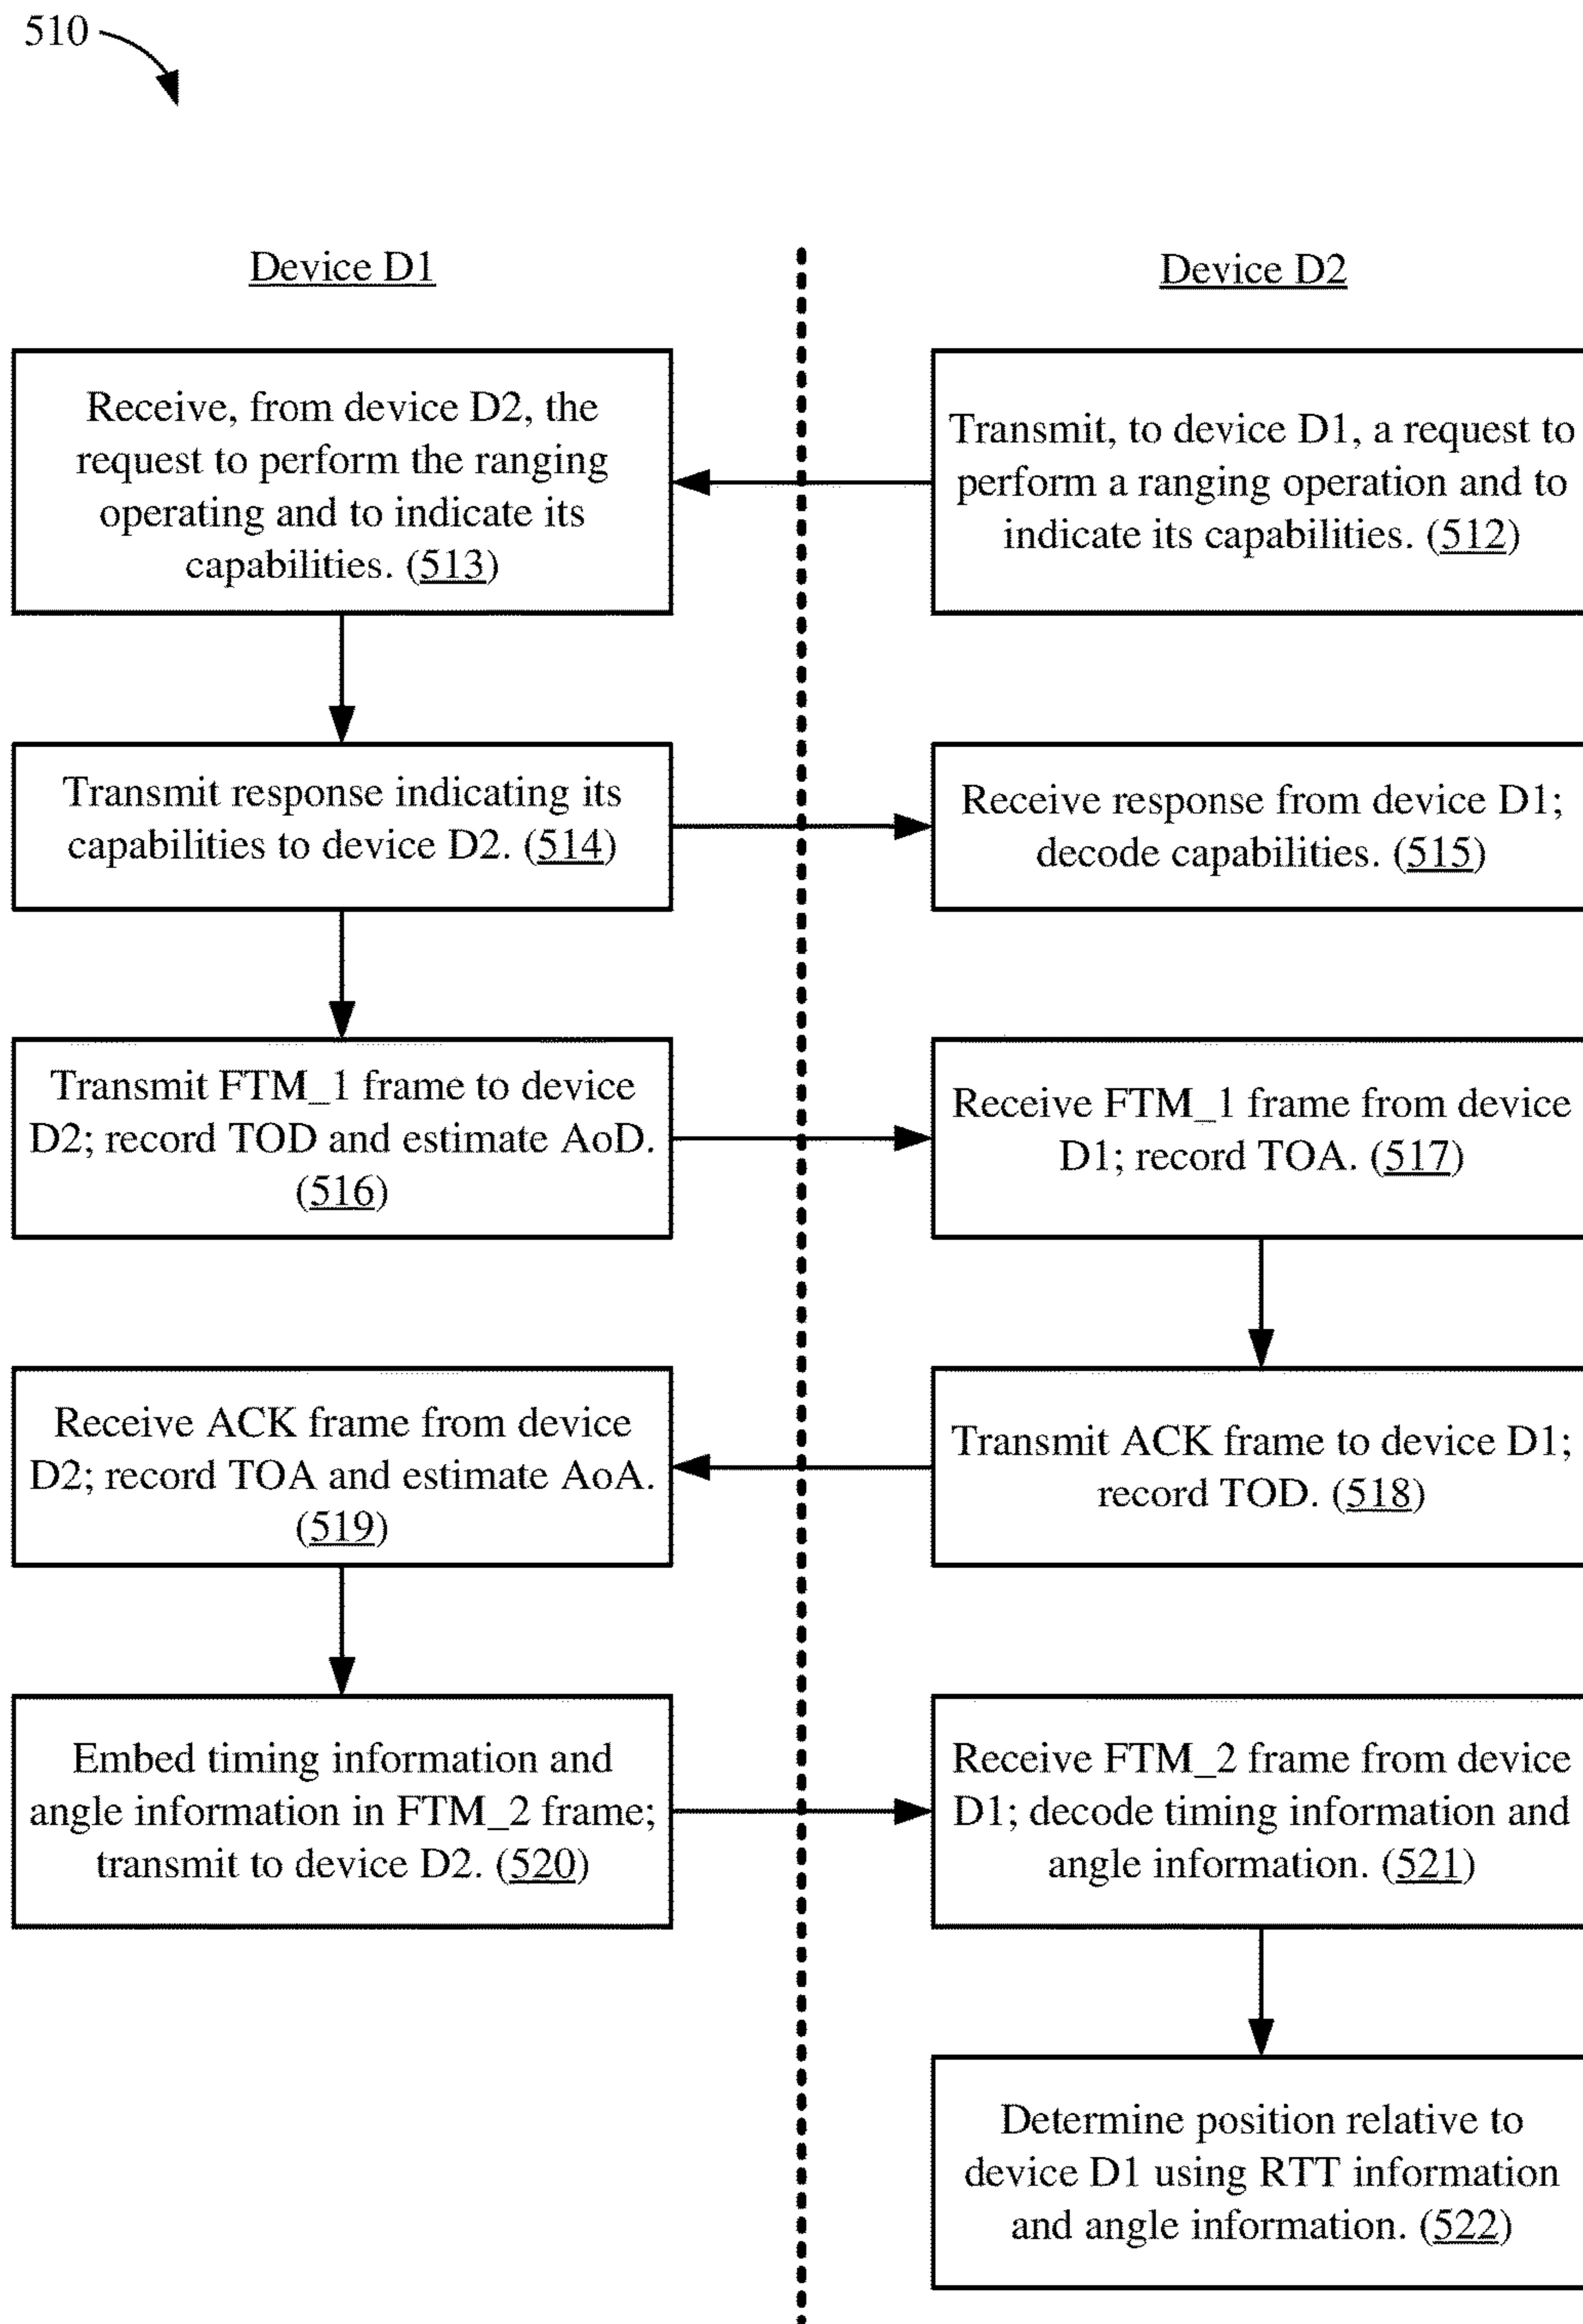 510
Device D1
Device D2
Receive, from device D2, the
request to perform the ranging
operating and to indicate its
capabilities. (513)
Transmit, to device D1, a request to
perform a ranging operation and to
indicate its capabilities. (512)
Transmit response indicating its
capabilities to device D2. (514)
Receive response from device D1;
decode capabilities. (515)
Transmit FTM_1 frame to device
D2; record TOD and estimate AoD.
(516)
Receive FTM_1 frame from device
D1; record TOA. (517)
Receive ACK frame from device
D2; record TOA and estimate AoA.
(519)
Transmit ACK frame to device D1;
record TOD. (518)
Embed timing information and
angle information in FTM_2 frame;
transmit to device D2. (520)
Receive FTM_2 frame from device
D1; decode timing information and
angle information. (521)
Determine position relative to
device D1 using RTT information
and angle information. (522)